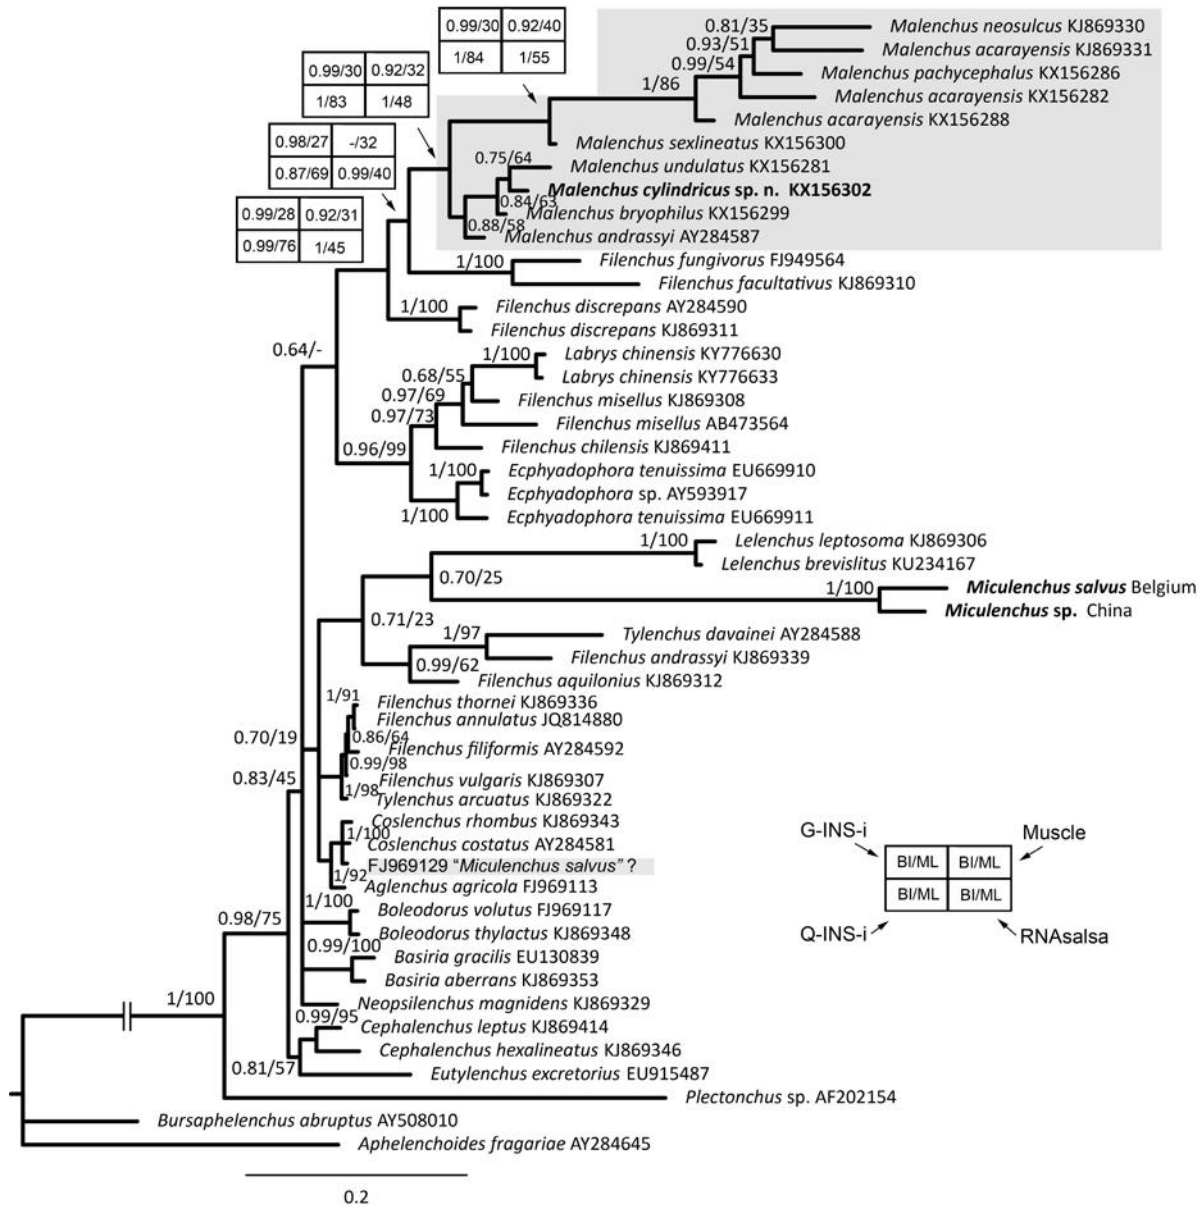 0.99/30 0.92/40
1/84 1/55
0.99/30 0.92/32
1/83 1/48
0.98/27 -/32
0.87/69 0.99/40
0.99/28 0.92/31
0.99/76 1/45
0.81/35
Malenchus neosulcus KJ869330
0.93/51
Malenchus acarayensis KJ869331
0.99/54
Malenchus pachycephalus KX156286
1/86
Malenchus acarayensis KX156282
Malenchus acarayensis KX156288
Malenchus sexlineatus KX156300
0.75/64
Malenchus undulatus KX156281
Malenchus cylindricus sp. n. KX156302
0.84/63
Malenchus bryophilus KX156299
0.88/58
Malenchus andrassyi AY284587
1/100
Filenchus fungivorus FJ949564
Filenchus facultativus KJ869310
1/100
Filenchus discrepans AY284590
Filenchus discrepans KJ869311
0.64/-
1/100
Labrys chinensis KY776630
0.68/55
Labrys chinensis KY776633
0.97/69
Filenchus misellus KJ869308
0.97/73
Filenchus misellus AB473564
0.96/99
Filenchus chilensis KJ869411
1/100
Ecphyadophora tenuissima EU669910
Ecphyadophora sp. AY593917
1/100
Ecphyadophora tenuissima EU669911
1/100
Lelenchus leptosoma KJ869306
Lelenchus brevislitus KU234167
0.70/25
1/100
Miculenchus salvus Belgium
Miculenchus sp. China
0.71/23
1/97
Tylenchus davainei AY284588
Filenchus andrassyi KJ869339
0.99/62
Filenchus aquilonius KJ869312
1/91
Filenchus thornei KJ869336
Filenchus annulatus JQ814880
0.70/19
0.86/64
Filenchus filiformis AY284592
0.99/98
0.83/45
Filenchus vulgaris KJ869307
1/98
Tylenchus arcuatus KJ869322
Coslenchus rhombus KJ869343
1/100
Coslenchus costatus AY284581
FJ969129 “Miculenchus salvus” ?
1/92
Aglenchus agricola FJ969113
1/100
Boleodorus volutus FJ969117
0.98/75
Boleodorus thylactus KJ869348
0.99/100
Basiria gracilis EU130839
Basiria aberrans KJ869353
1/100
Neopsilenchus magnidens KJ869329
0.99/95
Cephalenchus leptus KJ869414
Cephalenchus hexalineatus KJ869346
0.81/57
Eutylenchus excretorius EU915487
Plectonchus sp. AF202154
Bursaphelenchus abruptus AY508010
Aphelenchoides fragariae AY284645
0.2
G-INS-i Muscle
BI/ML BI/ML
BI/ML BI/ML
Q-INS-i RNAsalsa